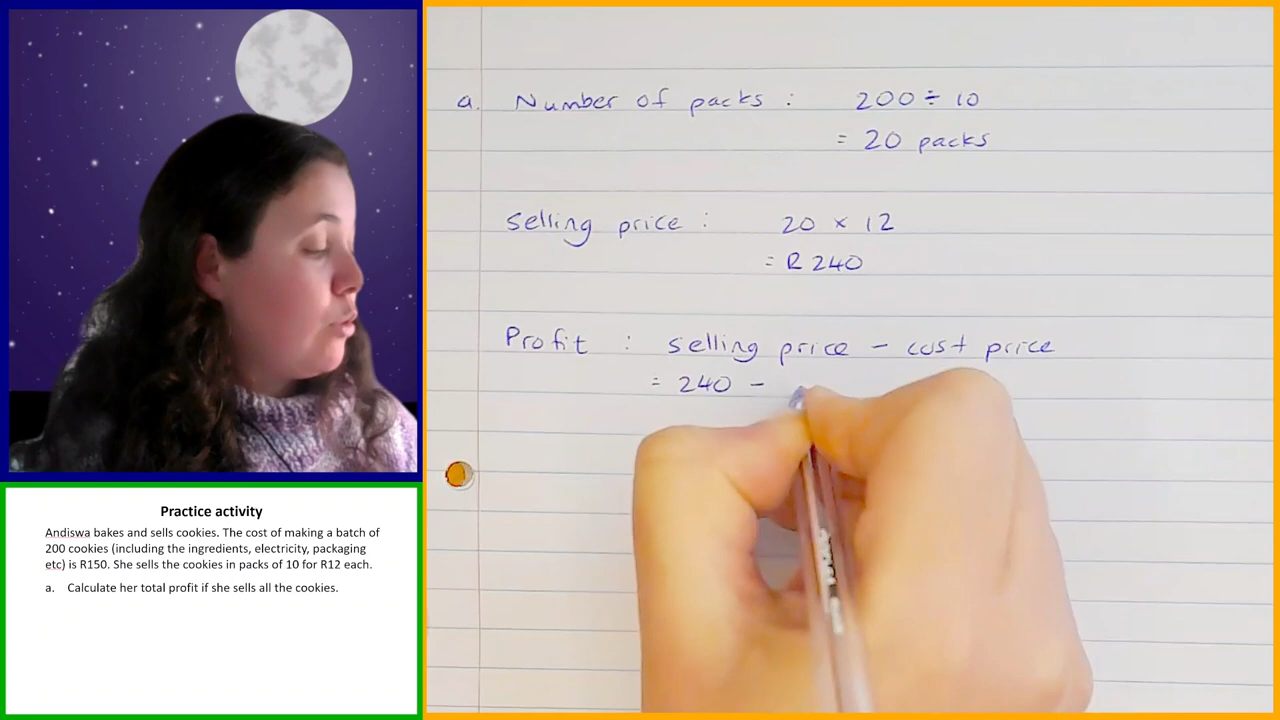 Practice activity
Andiswa bakes and sells cookies. The cost of making a batch of
200 cookies (including the ingredients, electricity, packaging
etc) is R150. She sells the cookies in packs of 10 for R12 each.
a. Calculate her total profit if she sells all the cookies.
a. Number of packs : 200 ÷ 10
= 20 packs
Selling price : 20 × 12
= R240
Profit : selling price – cost price
= 240 –